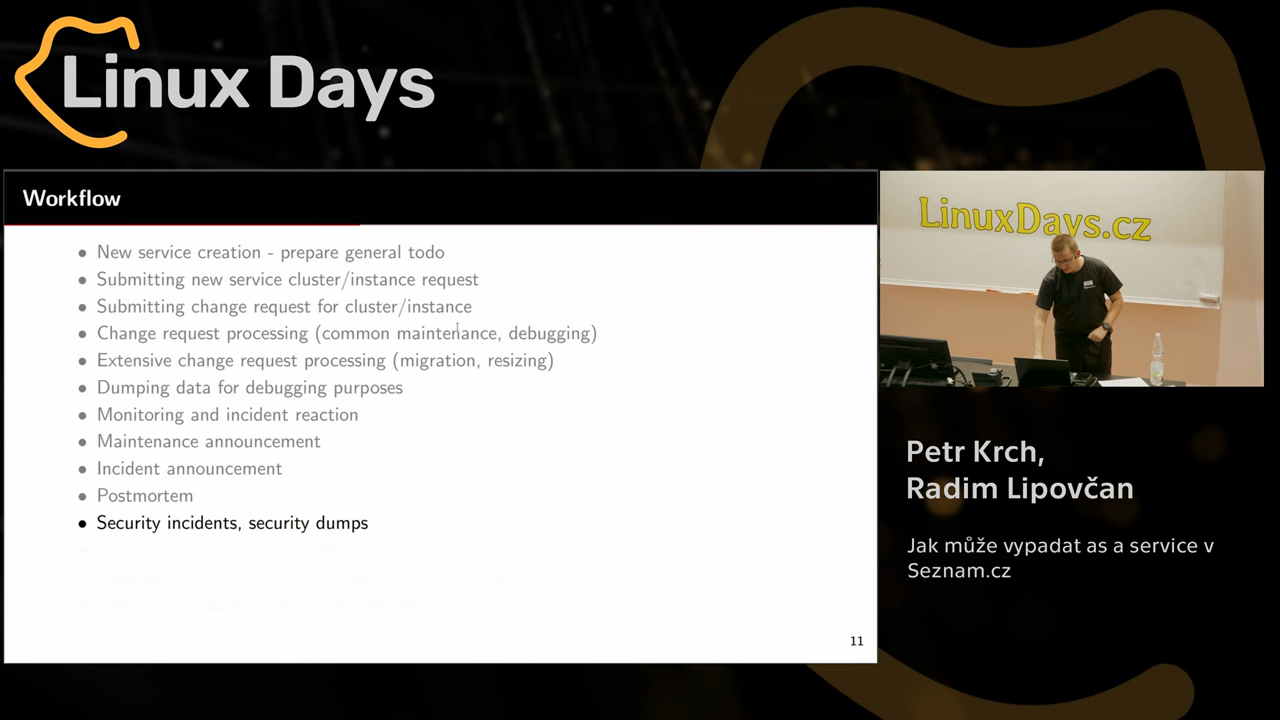 Linux Days
Workflow
• New service creation - prepare general todo
• Submitting new service cluster/instance request
• Submitting change request for cluster/instance
• Change request processing (common maintenance, debugging)
• Extensive change request processing (migration, resizing)
• Dumping data for debugging purposes
• Monitoring and incident reaction
• Maintenance announcement
• Incident announcement
• Postmortem
• Security incidents, security dumps
11
LinuxDays.cz
Petr Krch,
Radim Lipovčan
Jak může vypadat as a service v
Seznam.cz